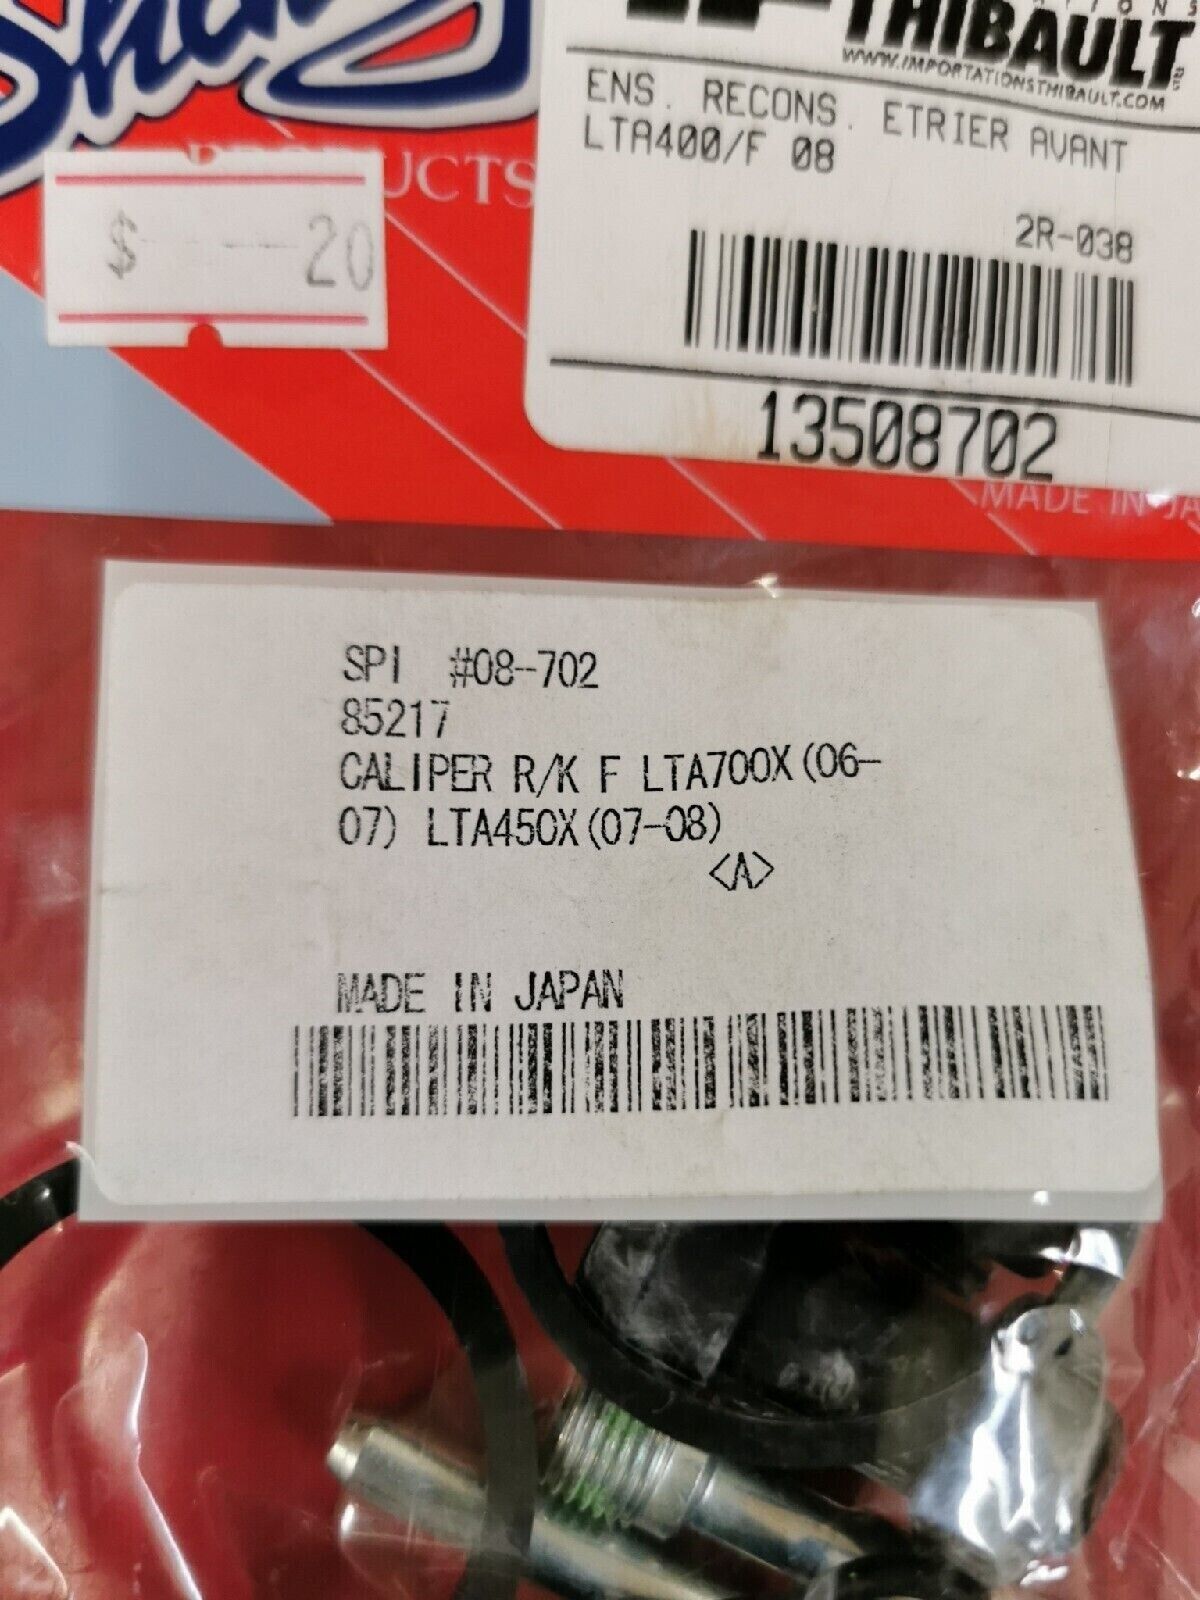 PRODUCTS
$ --- --20
THIBAULT
WWW.IMPORTATIONSTHIBAULT.COM
ENS. RECONS. ETRIER AVANT
LTA400/F 08
2R-038
13508702
MADE IN JA
SPI #08-702
85217
CALIPER R/K F LTA700X(06-
07) LTA450X(07-08)
<A>
MADE IN JAPAN